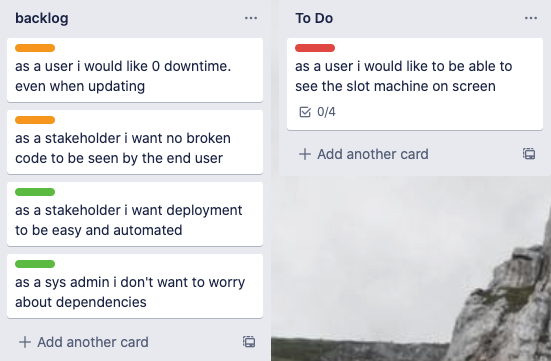 backlog
as a user i would like 0 downtime.
even when updating
as a stakeholder i want no broken
code to be seen by the end user
as a stakeholder i want deployment
to be easy and automated
as a sys admin i don't want to worry
about dependencies
+ Add another card
To Do
as a user i would like to be able to
see the slot machine on screen
0/4
+ Add another card